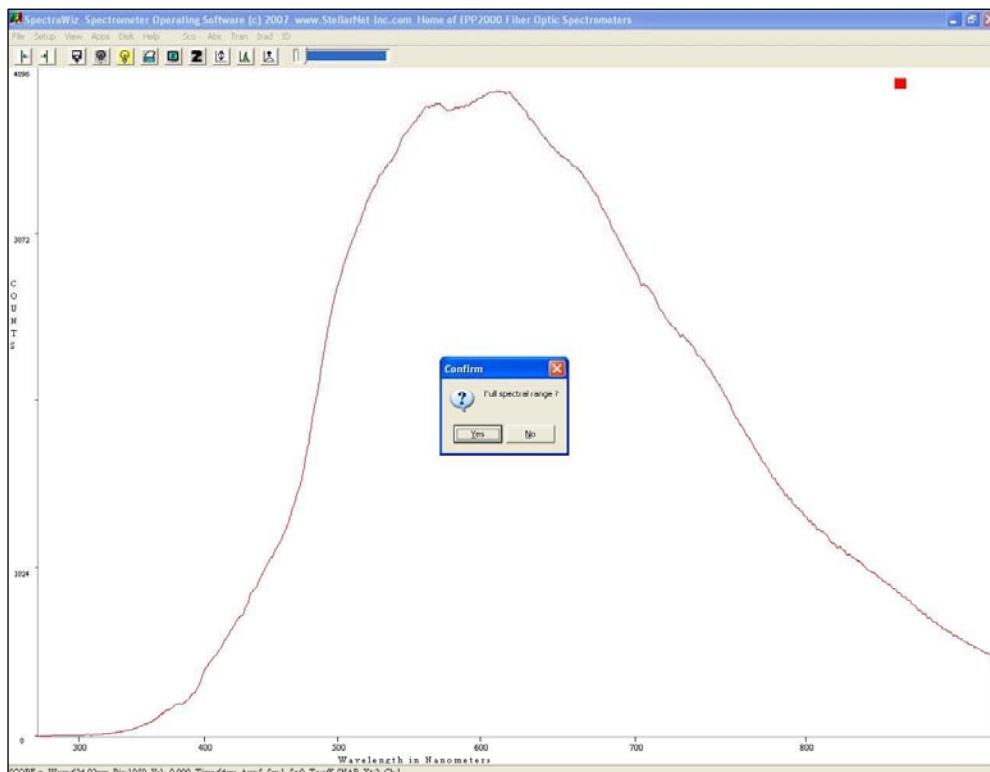 SpectraWiz Spectrometer Operating Software (c) 2007 www.StellarNet-Inc.com Home of EPP2000 Fiber Optic Spectrometers
File Setup View Apps Disk Help Sco Abs Tran Irad 3D
4096
3072
COUNTS
Confirm
Full spectral range ?
Yes No
1024
0
300 400 500 600 700 800
Wavelength in Nanometers